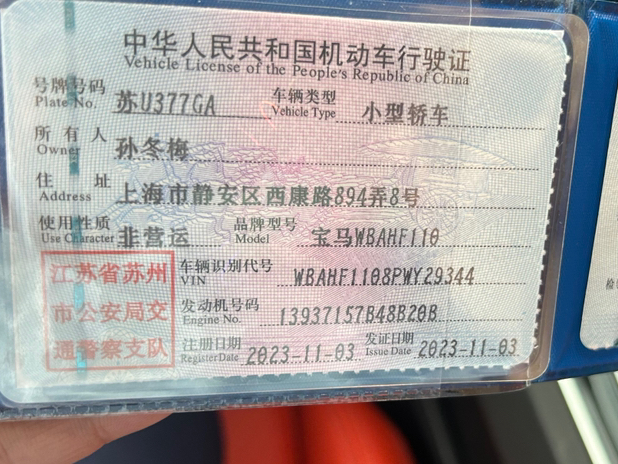 中华人民共和国机动车行驶证
Vehicle License of the People's Republic of China
号牌号码 苏U377GA 车辆类型 小型轿车
Plate No. Vehicle Type
所有人 孙冬梅
Owner
住址 上海市静安区西康路894弄8号
Address
使用性质 非营运 品牌型号 宝马WBAHF110
Use Character Model
江苏省苏州
市公安局交
通警察支队
车辆识别代号 WBAHF1108PWY29344
VIN
发动机号码 13937157B48B20B
Engine No.
注册日期 2023-11-03 发证日期 2023-11-03
Register Date Issue Date